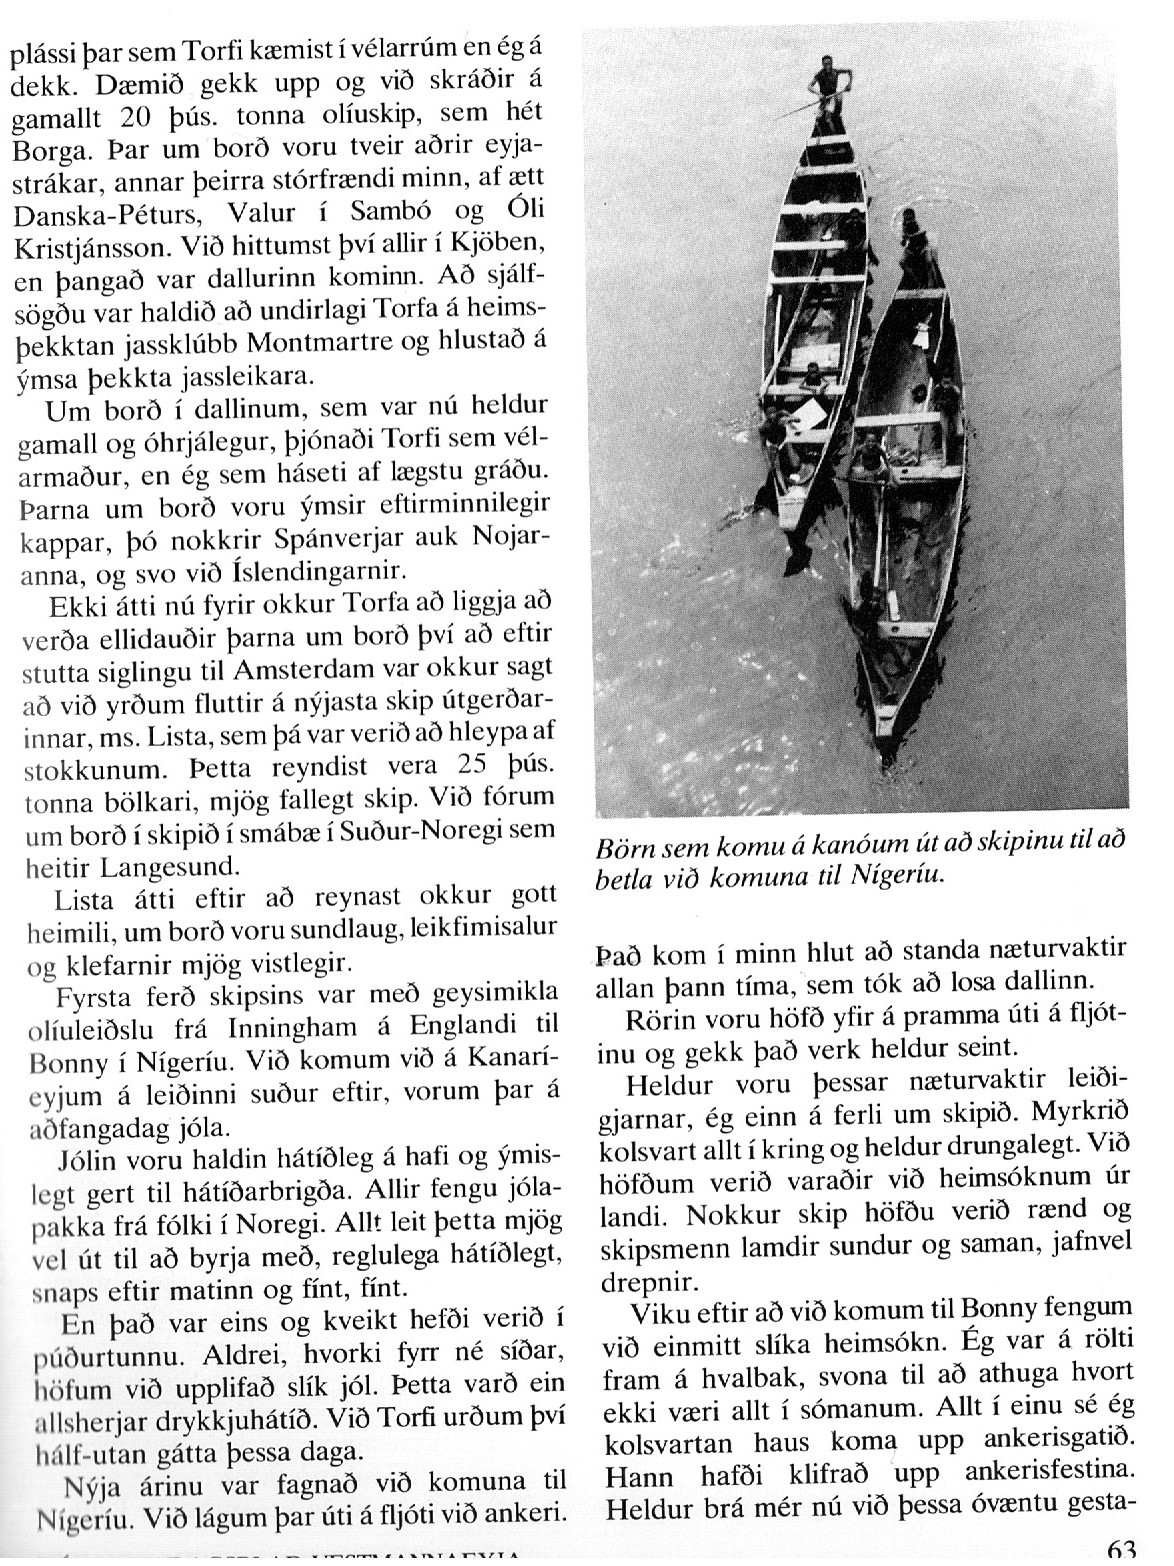 plássi þar sem Torfi kæmist í vélarrúm en ég á
dekk. Dæmið gekk upp og við skráðir á
gamallt 20 þús. tonna olíuskip, sem hét
Borga. Þar um borð voru tveir aðrir eyja-
strákar, annar þeirra stórfrændi minn, af ætt
Danska-Péturs, Valur í Sambó og Óli
Kristjánsson. Við hittumst því allir í Kjöben,
en þangað var dallurinn kominn. Að sjálf-
sögðu var haldið að undirlagi Torfa á heims-
þekktan jassklúbb Montmartre og hlustað á
ýmsa þekkta jassleikara.
Um borð í dallinum, sem var nú heldur
gamall og óhrjálegur, þjónaði Torfi sem vél-
armaður, en ég sem háseti af lægstu gráðu.
Þarna um borð voru ýmsir eftirminnilegir
kappar, þó nokkrir Spánverjar auk Nojar-
anna, og svo við Íslendingarnir.
Ekki átti nú fyrir okkur Torfa að liggja að
verða ellidauðir þarna um borð því að eftir
stutta siglingu til Amsterdam var okkur sagt
að við yrðum fluttir á nýjasta skip útgerðar-
innar, ms. Lista, sem þá var verið að hleypa af
stokkunum. Þetta reyndist vera 25 þús.
tonna bölkari, mjög fallegt skip. Við fórum
um borð í skipið í smábæ í Suður-Noregi sem
heitir Langesund.
Lista átti eftir að reynast okkur gott
heimili, um borð voru sundlaug, leikfimisalur
og klefarnir mjög vistlegir.
Fyrsta ferð skipsins var með geysimikla
olíuleiðslu frá Inningham á Englandi til
Bonny í Nígeríu. Við komum við á Kanarí-
eyjum á leiðinni suður eftir, vorum þar á
aðfangadag jóla.
Jólin voru haldin hátíðleg á hafi og ýmis-
legt gert til hátíðarbrigða. Allir fengu jóla-
pakka frá fólki í Noregi. Allt leit þetta mjög
vel út til að byrja með, reglulega hátíðlegt,
snaps eftir matinn og fínt, fínt.
En það var eins og kveikt hefði verið í
púðurtunnu. Aldrei, hvorki fyrr né síðar,
höfum við upplifað slík jól. Þetta varð ein
allsherjar drykkjuhátíð. Við Torfi urðum því
hálf-utan gátta þessa daga.
Nýja árinu var fagnað við komuna til
Nígeríu. Við lágum þar úti á fljóti við ankeri.
Börn sem komu á kanóum út að skipinu til að
betla við komuna til Nígeríu.
Það kom í minn hlut að standa næturvaktir
allan þann tíma, sem tók að losa dallinn.
Rörin voru höfð yfir á pramma úti á fljót-
inu og gekk það verk heldur seint.
Heldur voru þessar næturvaktir leiði-
gjarnar, ég einn á ferli um skipið. Myrkrið
kolsvart allt í kring og heldur drungalegt. Við
höfðum verið varaðir við heimsóknum úr
landi. Nokkur skip höfðu verið rænd og
skipsmenn lamdir sundur og saman, jafnvel
drepnir.
Viku eftir að við komum til Bonny fengum
við einmitt slíka heimsókn. Ég var á rölti
fram á hvalbak, svona til að athuga hvort
ekki væri allt í sómanum. Allt í einu sé ég
kolsvartan haus koma upp ankerisgatið.
Hann hafði klifrað upp ankerisfestina.
Heldur brá mér nú við þessa óvæntu gesta-
VESTMANNAEYJA
63